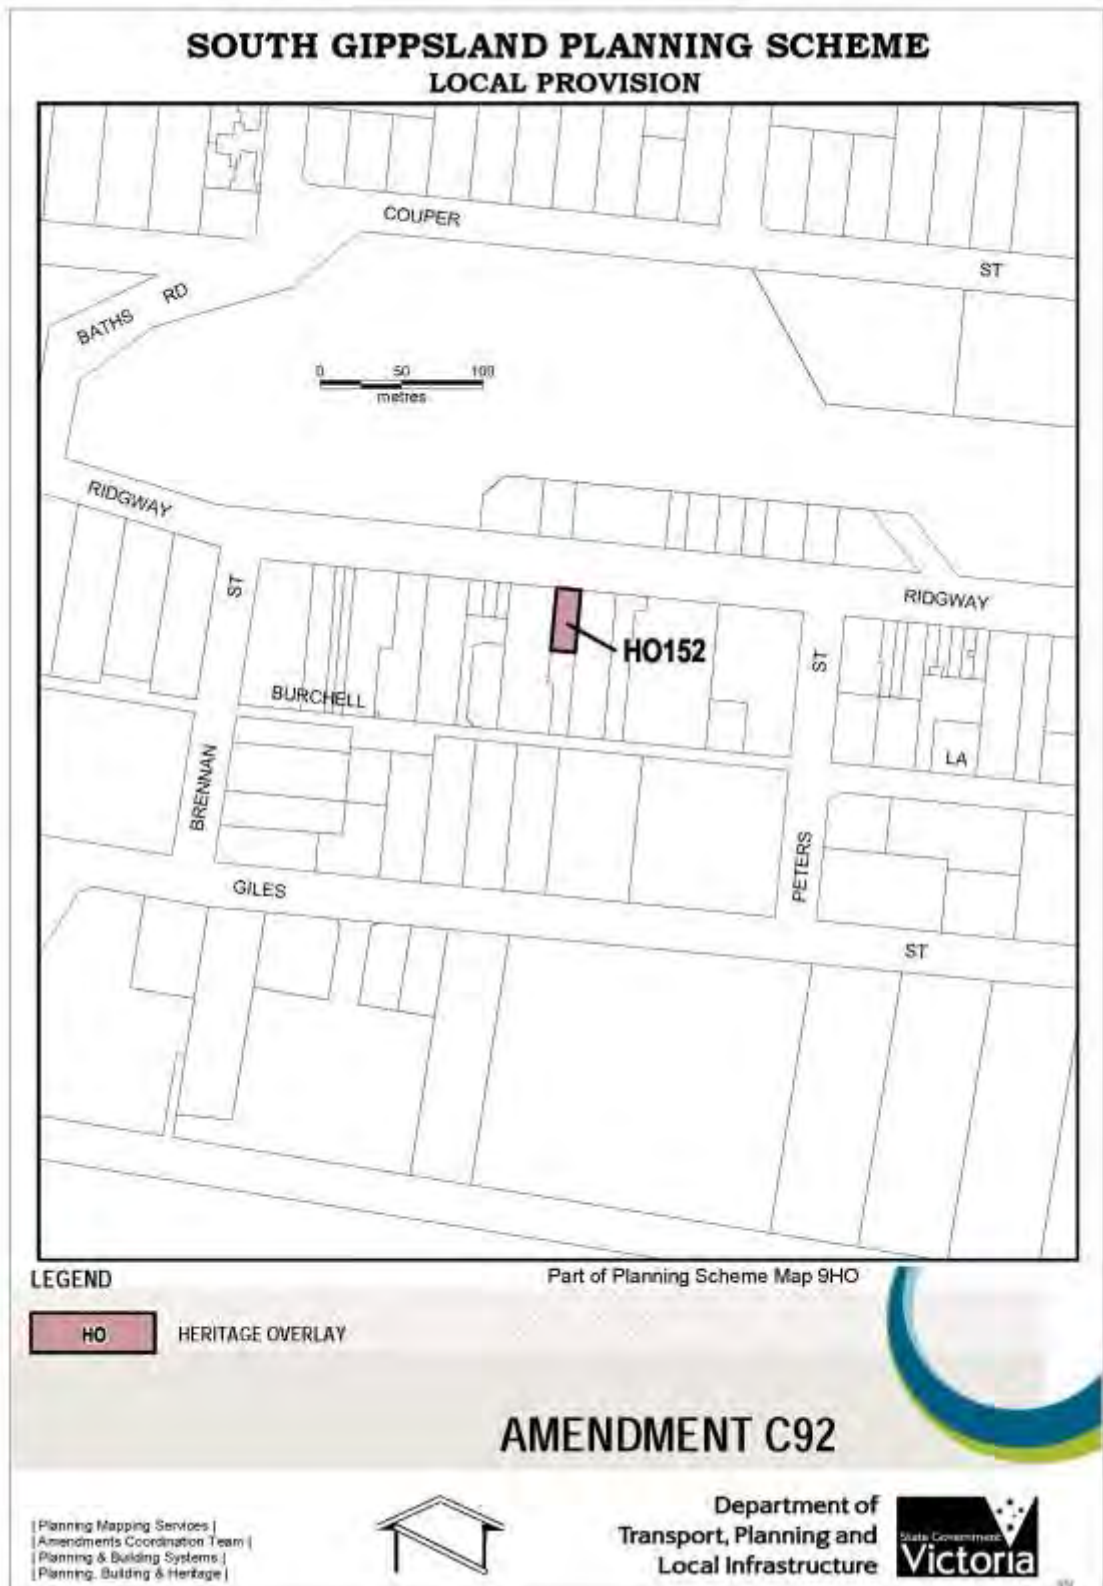 SOUTH GIPPSLAND PLANNING SCHEME
LOCAL PROVISION
COUPER
ST
BATHS RD
0 50 100
metres
RIDGWAY
RIDGWAY
ST
HO152
ST
BURCHELL
LA
BRENNAN
PETERS
GILES
ST
LEGEND
Part of Planning Scheme Map 9HO
HO HERITAGE OVERLAY
AMENDMENT C92
| Planning Mapping Services |
| Amendments Coordination Team |
| Planning & Building Systems |
| Planning, Building & Heritage |
Department of
Transport, Planning and
Local Infrastructure
State Government
Victoria